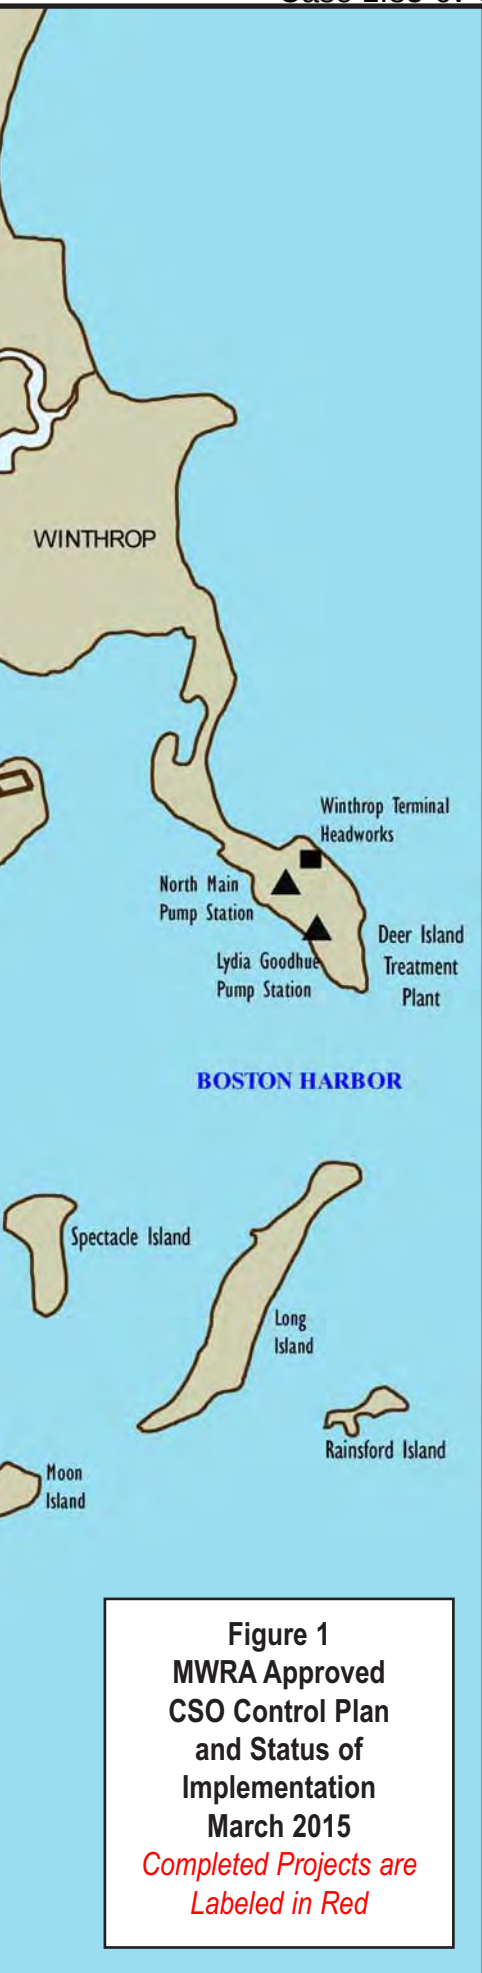 WINTHROP
Winthrop Terminal
Headworks
North Main
Pump Station
Lydia Goodhue
Pump Station
Deer Island
Treatment
Plant
BOSTON HARBOR
Spectacle Island
Long
Island
Rainsford Island
Moon
Island
Figure 1
MWRA Approved
CSO Control Plan
and Status of
Implementation
March 2015
Completed Projects are
Labeled in Red